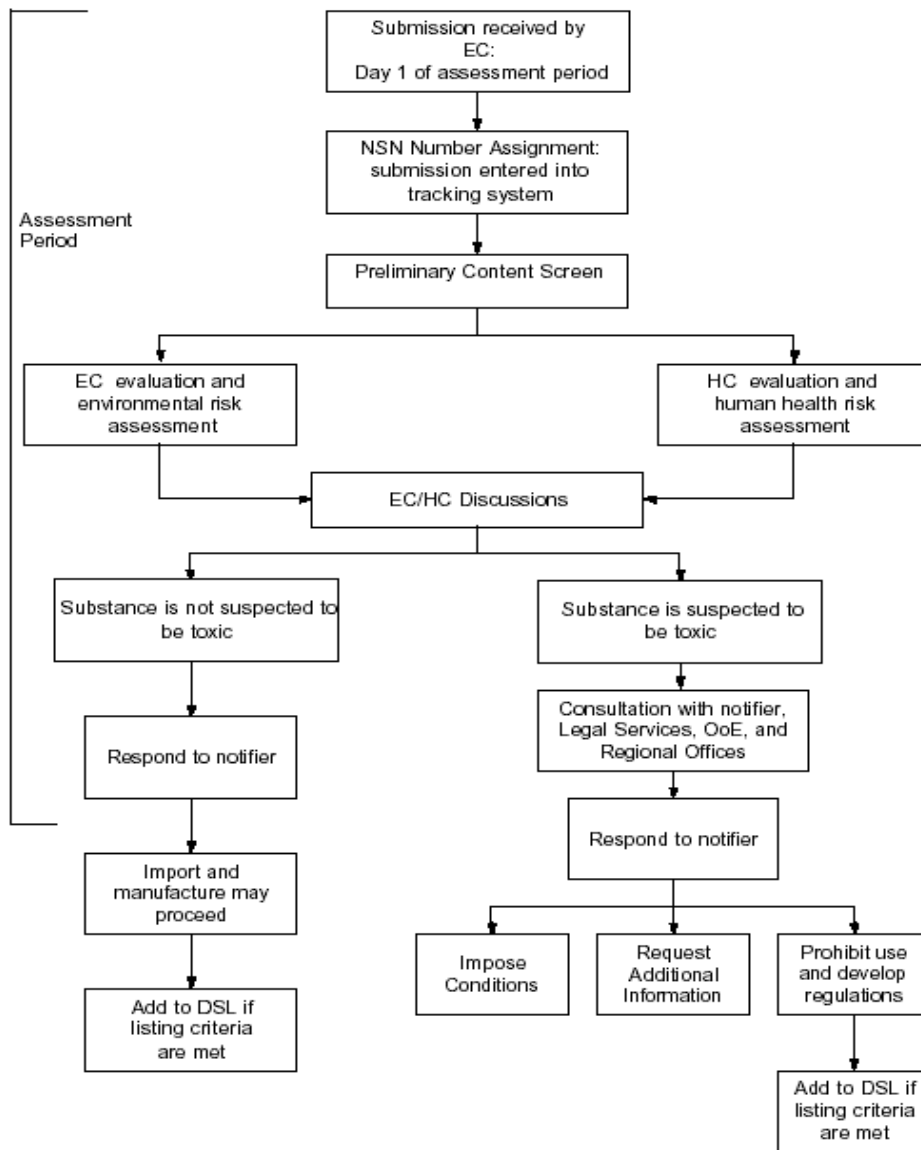 Submission received by
EC:
Day 1 of assessment period
NSN Number Assignment:
submission entered into
tracking system
Assessment
Period
Preliminary Content Screen
EC evaluation and
environmental risk
assessment
HC evaluation and
human health risk
assessment
EC/HC Discussions
Substance is not suspected to
be toxic
Substance is suspected to
be toxic
Consultation with notifier,
Legal Services, OoE, and
Regional Offices
Respond to notifier
Respond to notifier
Import and
manufacture may
proceed
Impose
Conditions
Request
Additional
Information
Prohibit use
and develop
regulations
Add to DSL if
listing criteria
are met
Add to DSL if
listing criteria
are met